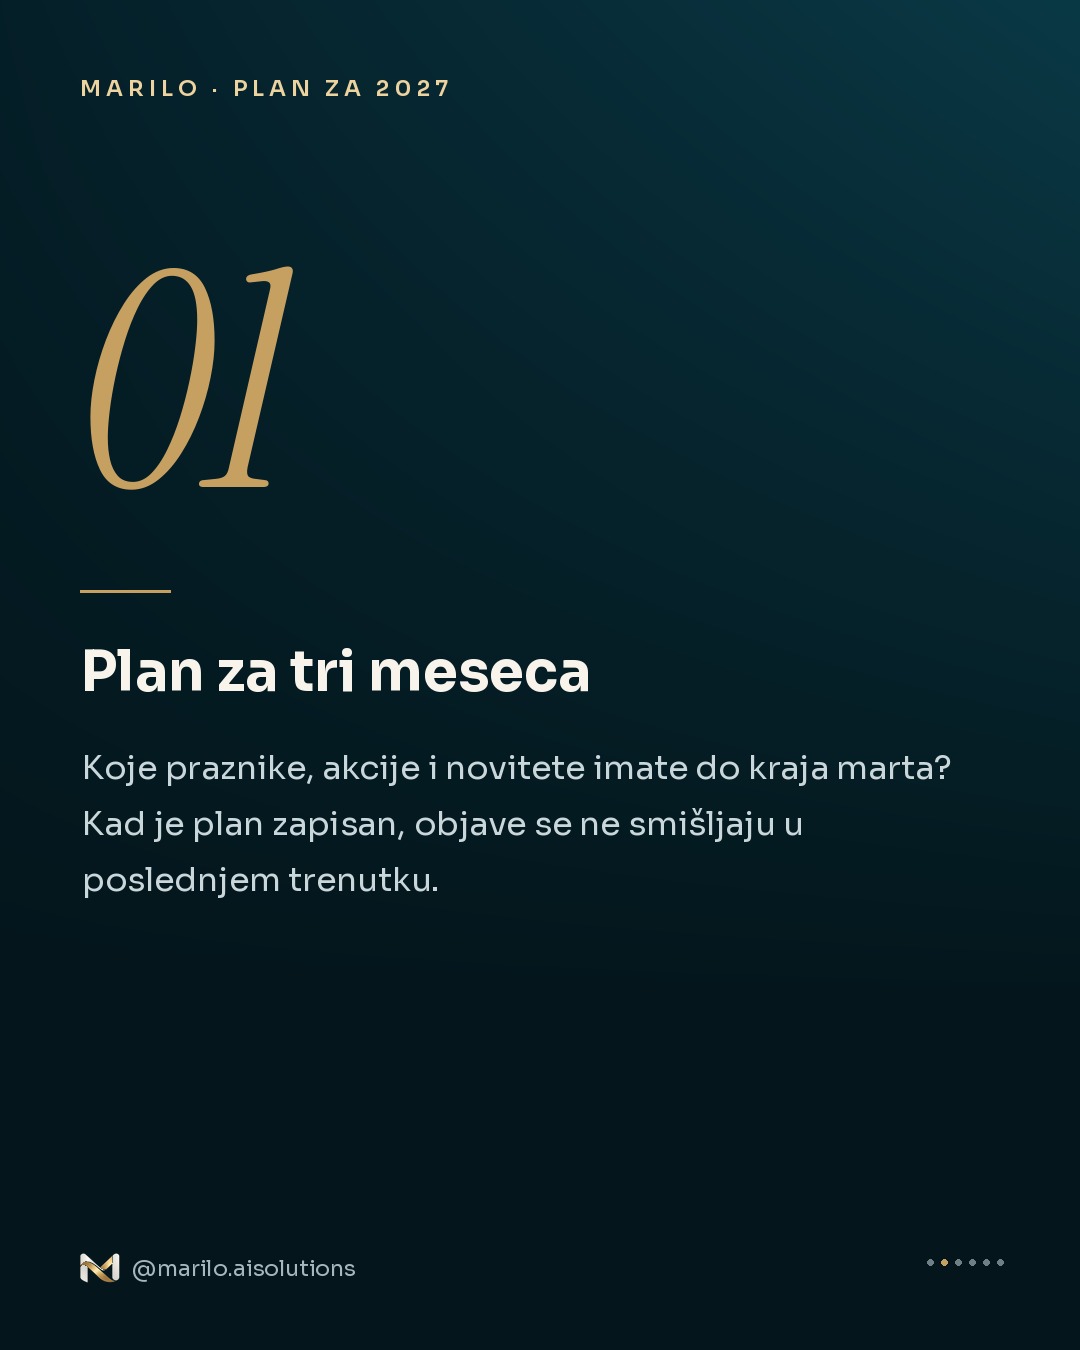 MARILO · PLAN ZA 2027
01
Plan za tri meseca
Koje praznike, akcije i novitete imate do kraja marta?
Kad je plan zapisan, objave se ne smišljaju u
poslednjem trenutku.
@marilo.aisolutions